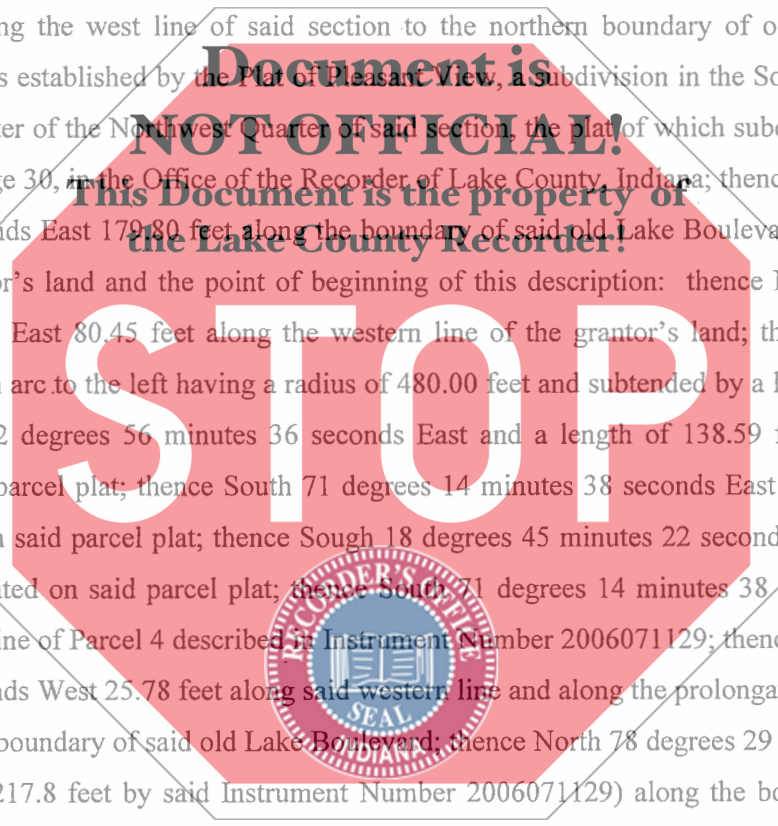 ng the west line of said section to the northern boundary of o
s established by the Plat of Pleasant View, a subdivision in the So
Document is
ter of the Northwest Quarter of said section, the plat of which subd
NOT OFFICIAL!
ge 30, in the Office of the Recorder of Lake County, Indiana; thenc
This Document is the property of
nds East 179.80 feet along the boundary of said old Lake Bouleva
the Lake County Recorder!
or's land and the point of beginning of this description: thence
East 80.45 feet along the western line of the grantor's land; th
STOP
arc to the left having a radius of 480.00 feet and subtended by a
2 degrees 56 minutes 36 seconds East and a length of 138.59
parcel plat; thence South 71 degrees 14 minutes 38 seconds East
said parcel plat; thence Sough 18 degrees 45 minutes 22 second
ated on said parcel plat; thence South 71 degrees 14 minutes 38
ine of Parcel 4 described in Instrument Number 2006071129; thenc
nds West 25.78 feet along said western line and along the prolonga
boundary of said old Lake Boulevard; thence North 78 degrees 29
217.8 feet by said Instrument Number 2006071129) along the bo
RECORDER'S OFFICE
SEAL
INDIANA